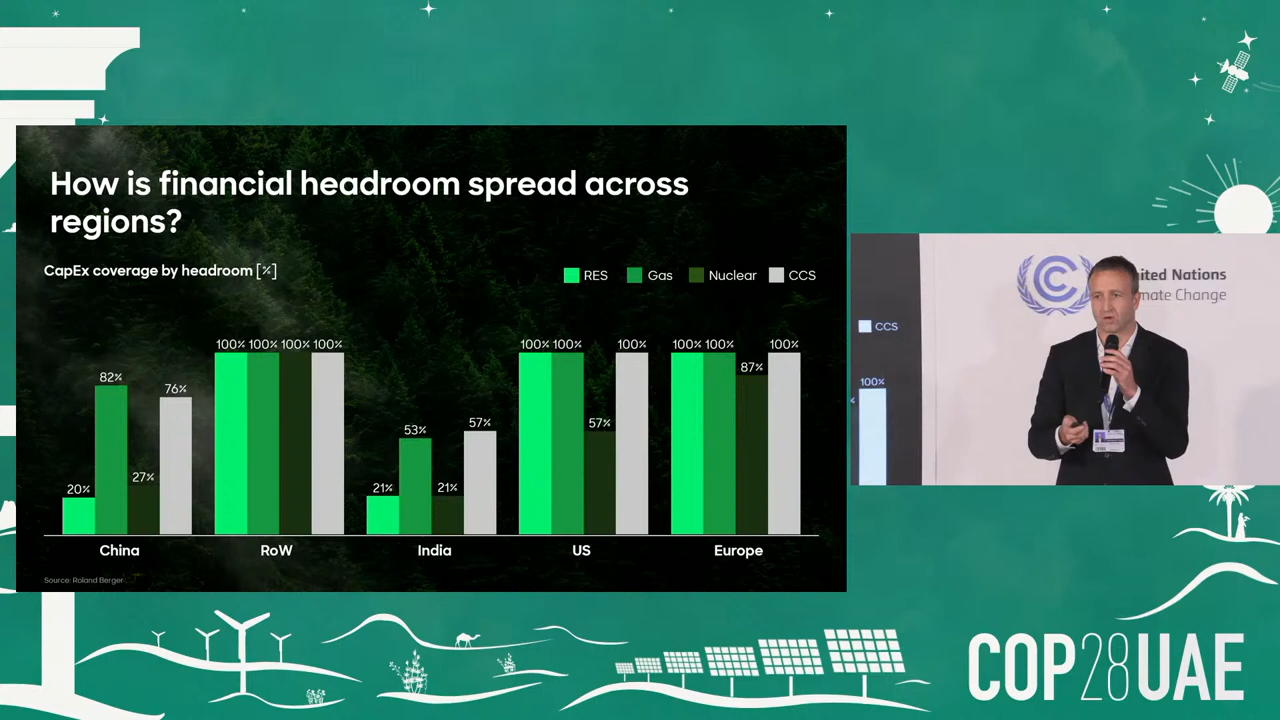 How is financial headroom spread across
regions?
CapEx coverage by headroom [%]
RES Gas Nuclear CCS
20% 82% 27% 76%
100% 100% 100% 100%
21% 53% 21% 57%
100% 100% 57% 100%
100% 100% 87% 100%
China RoW India US Europe
Source: Roland Berger
United Nations
Climate Change
CCS
100%
COP28UAE